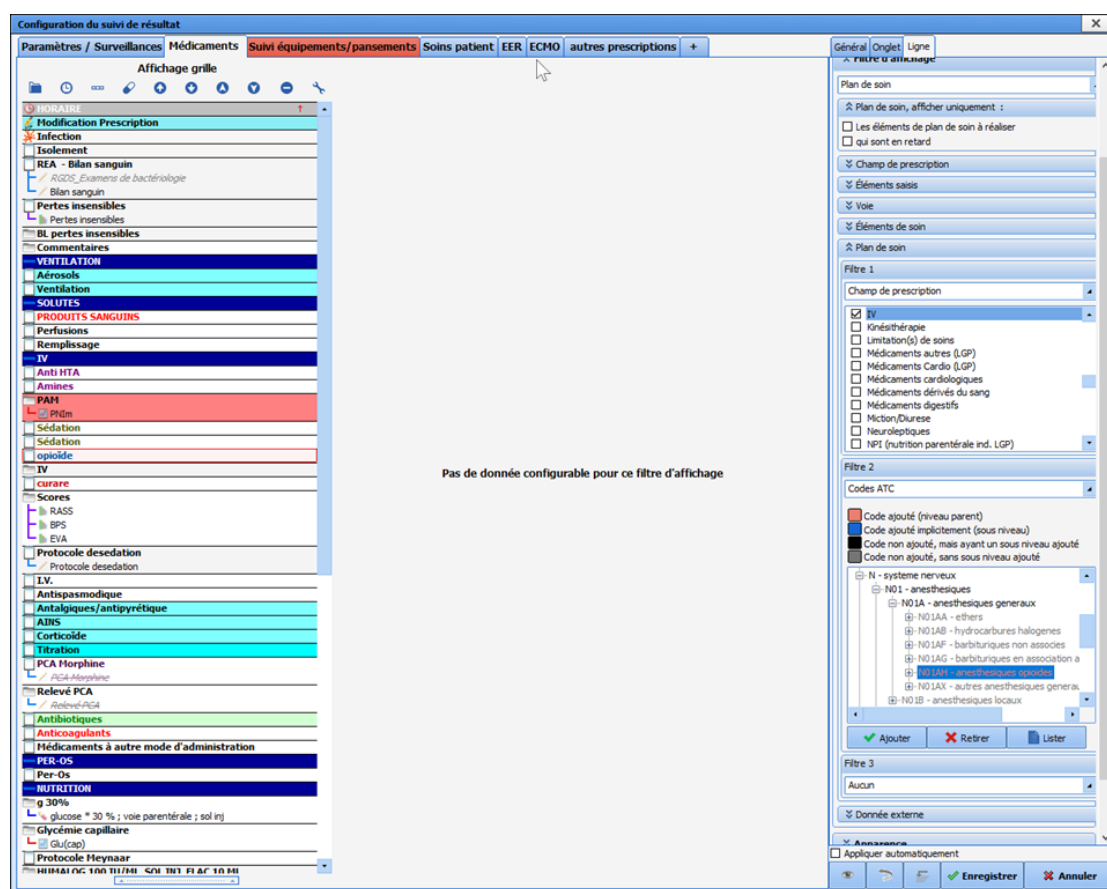 Configuration du suivi de résultat
Paramètres / Surveillances Médicaments Suivi équipements/pansements Soins patient EER ECMO autres prescriptions +
Affichage grille
HORAIRE
Modification Prescription
Infection
Isolement
REA - Bilan sanguin
RGDS_Examens de bactériologie
Bilan sanguin
Pertes insensibles
Pertes insensibles
BL pertes insensibles
Commentaires
VENTILATION
Aérosols
Ventilation
SOLUTES
PRODUITS SANGUINS
Perfusions
Remplissage
IV
Anti HTA
Amines
PAM
PNIm
Sédation
Sédation
opioïde
IV
curare
Scores
RASS
BPS
EVA
Protocole desedation
Protocole desedation
I.V.
Antispasmodique
Antalgiques/antipyrétique
AINS
Corticoïde
Titration
PCA Morphine
PCA Morphine
Relevé PCA
Relevé PCA
Antibiotiques
Anticoagulants
Médicaments à autre mode d'administration
PER-OS
Per-Os
NUTRITION
g 30%
glucose * 30 % ; voie parentérale ; sol inj
Glycémie capillaire
Glu(cap)
Protocole Meynaar
HUMALOG 100 UI/ML, SOL INJ, FLAC 10 ML
Pas de donnée configurable pour ce filtre d'affichage
Général Onglet Ligne
Filtre d'affichage
Plan de soin
Plan de soin, afficher uniquement :
Les éléments de plan de soin à réaliser
qui sont en retard
Champ de prescription
Éléments saisis
Voie
Éléments de soin
Plan de soin
Filtre 1
Champ de prescription
IV
Kinésithérapie
Limitation(s) de soins
Médicaments autres (LGP)
Médicaments Cardio (LGP)
Médicaments cardiologiques
Médicaments dérivés du sang
Médicaments digestifs
Miction/Diurese
Neuroleptiques
NPI (nutrition parentérale ind. LGP)
Filtre 2
Codes ATC
Code ajouté (niveau parent)
Code ajouté implicitement (sous niveau)
Code non ajouté, mais ayant un sous niveau ajouté
Code non ajouté, sans sous niveau ajouté
N - systeme nerveux
N01 - anesthesiques
N01A - anesthesiques generaux
N01AA - ethers
N01AB - hydrocarbures halogenes
N01AF - barbituriques non associes
N01AG - barbituriques en association a
N01AH - anesthesiques opioides
N01AX - autres anesthesiques generau
N01B - anesthesiques locaux
Ajouter Retirer Lister
Filtre 3
Aucun
Donnée externe
Apparence
Appliquer automatiquement
Enregistrer Annuler